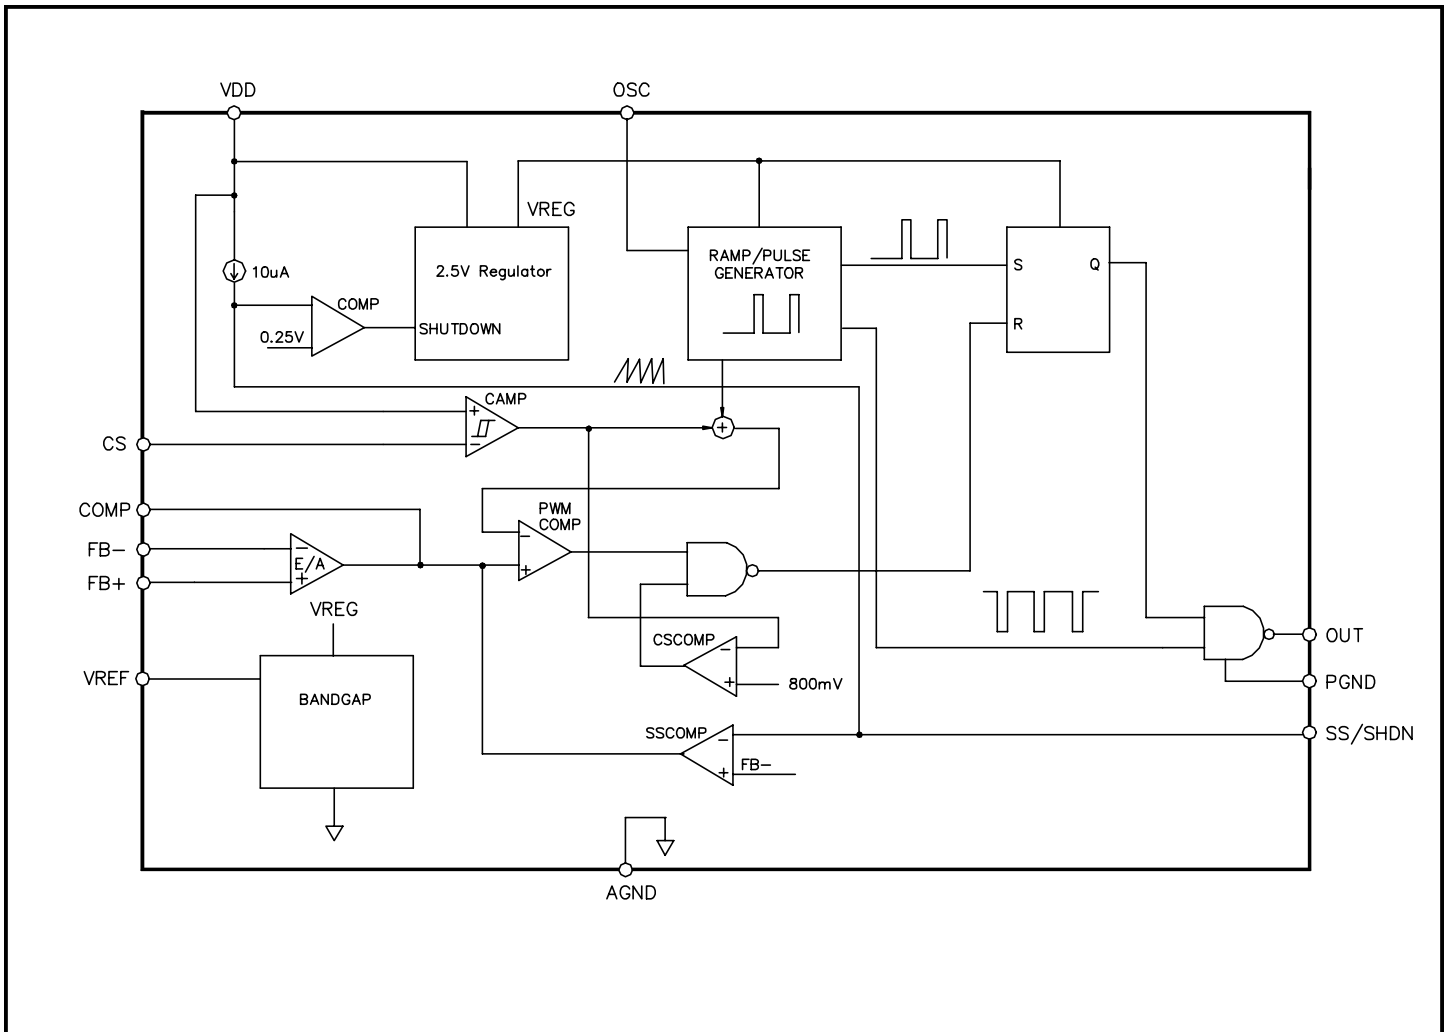 VDD
OSC
VREG
RAMP/PULSE
GENERATOR
S
Q
10uA
2.5V Regulator
COMP
0.25V
SHUTDOWN
R
CAMP
+
−
+
CS
COMP
PWM
COMP
FB−
−
E/A
+
FB+
−
+
VREG
CSCOMP
−
+
800mV
OUT
VREF
BANDGAP
PGND
SSCOMP
−
+
FB−
SS/SHDN
AGND